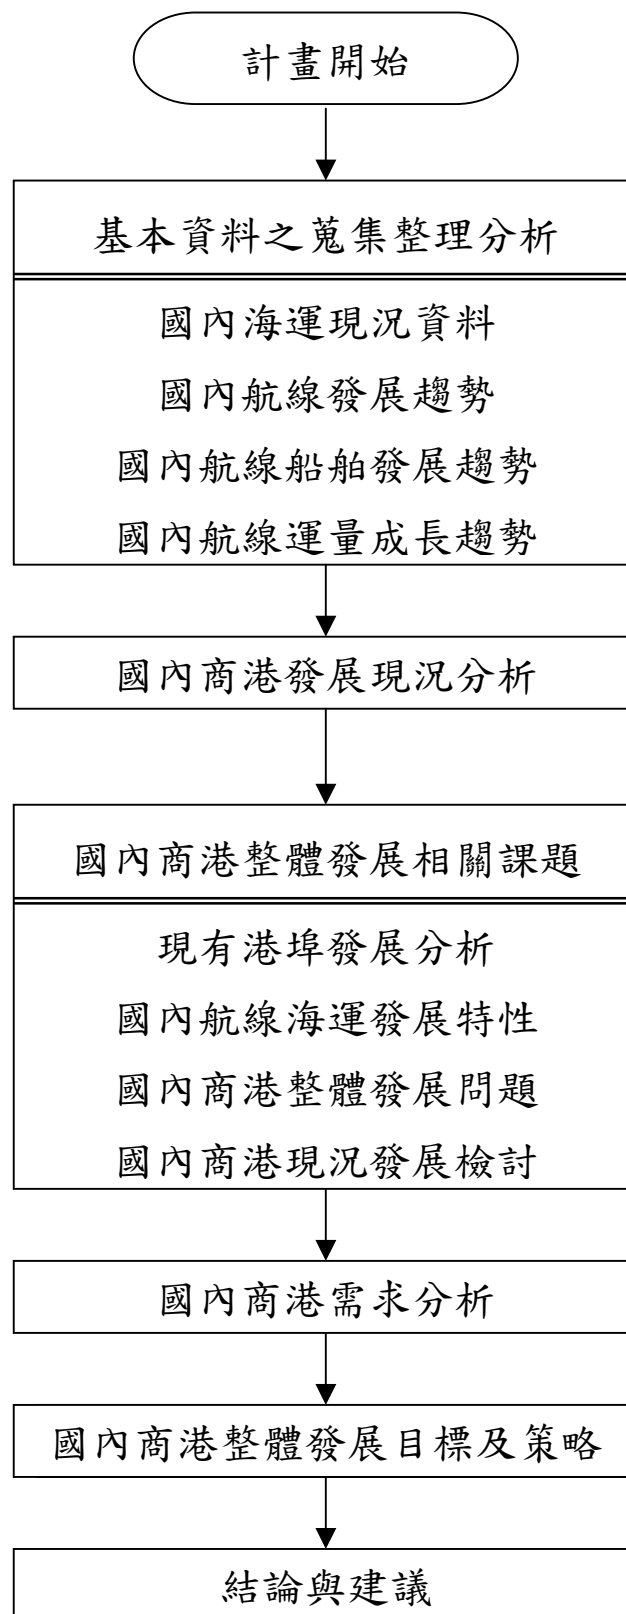 計畫開始
基本資料之蒐集整理分析
國內海運現況資料
國內航線發展趨勢
國內航線船舶發展趨勢
國內航線運量成長趨勢
國內商港發展現況分析
國內商港整體發展相關課題
現有港埠發展分析
國內航線海運發展特性
國內商港整體發展問題
國內商港現況發展檢討
國內商港需求分析
國內商港整體發展目標及策略
結論與建議